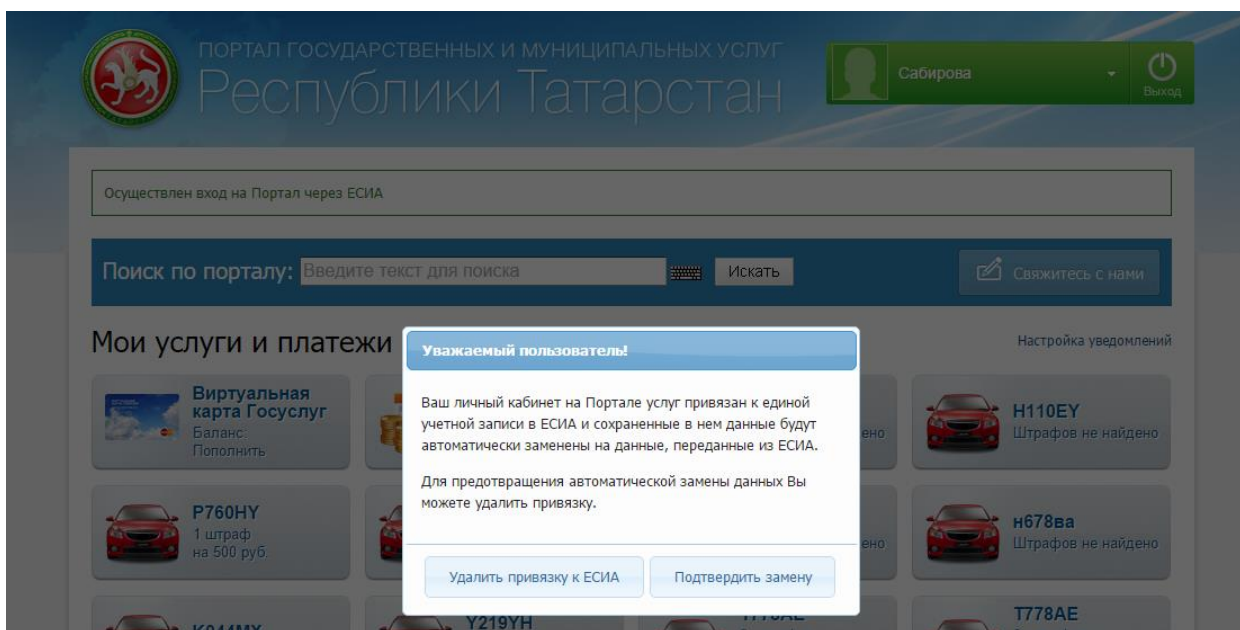 ПОРТАЛ ГОСУДАРСТВЕННЫХ И МУНИЦИПАЛЬНЫХ УСЛУГ
Республики Татарстан
Сабирова
Выход
Осуществлен вход на Портал через ЕСИА
Поиск по порталу:
Введите текст для поиска
Искать
Свяжитесь с нами
Мои услуги и платежи
Настройка уведомлений
Уважаемый пользователь!
Ваш личный кабинет на Портале услуг привязан к единой
учетной записи в ЕСИА и сохраненные в нем данные будут
автоматически заменены на данные, переданные из ЕСИА.
Для предотвращения автоматической замены данных Вы
можете удалить привязку.
Удалить привязку к ЕСИА
Подтвердить замену
Виртуальная
карта Госуслуг
Баланс:
Пополнить
Н110ЕУ
Штрафов не найдено
Р760НУ
1 штраф
на 500 руб.
н678ва
Штрафов не найдено
У219УН
Т778АЕ